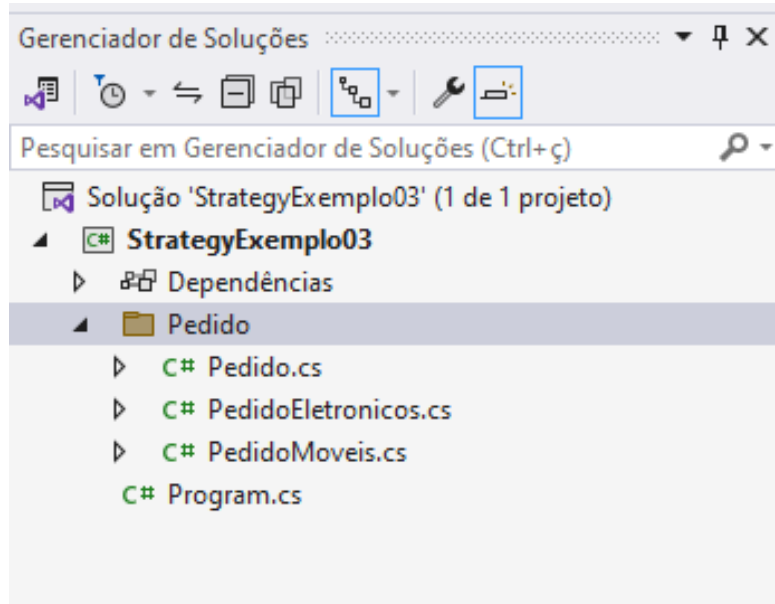 Gerenciador de Soluções
Pesquisar em Gerenciador de Soluções (Ctrl+ç)
Solução 'StrategyExemplo03' (1 de 1 projeto)
C# StrategyExemplo03
Dependências
Pedido
C# Pedido.cs
C# PedidoEletronicos.cs
C# PedidoMoveis.cs
C# Program.cs